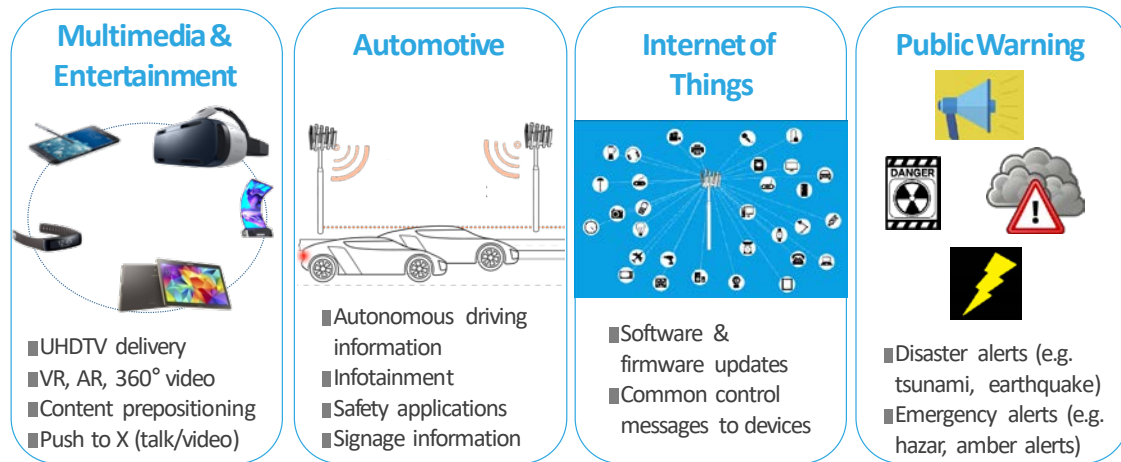 Multimedia &
Entertainment
UHDTV delivery
VR, AR, 360° video
Content prepositioning
Push to X (talk/video)
Automotive
Autonomous driving
information
Infotainment
Safety applications
Signage information
Internet of
Things
Software &
firmware updates
Common control
messages to devices
Public Warning
DANGER
!
Disaster alerts (e.g.
tsunami, earthquake)
Emergency alerts (e.g.
hazar, amber alerts)